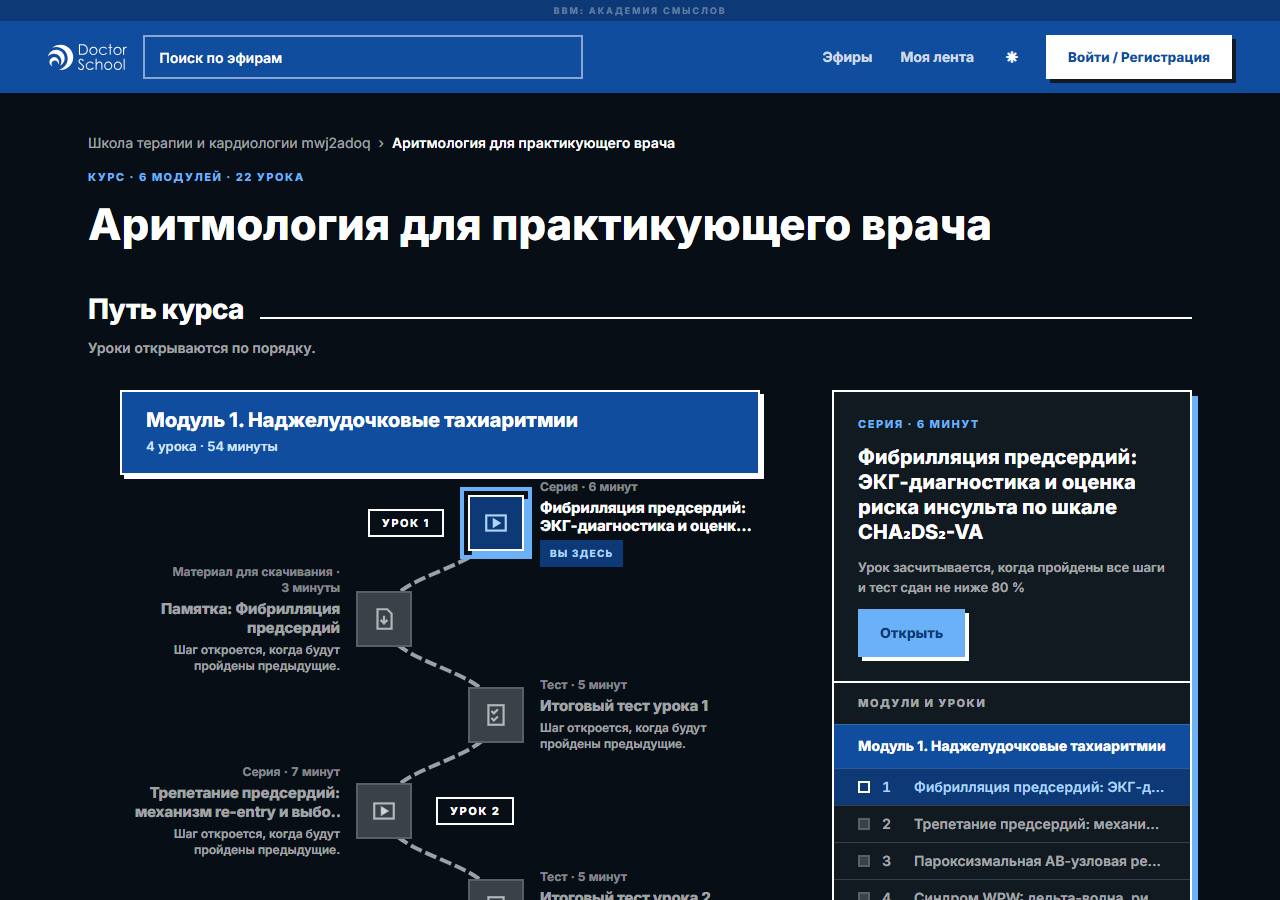 ВВМ: АКАДЕМИЯ СМЫСЛОВ
Doctor
School
Поиск по эфирам
Эфиры
Моя лента
Войти / Регистрация
Школа терапии и кардиологии mwj2adoq › Аритмология для практикующего врача
КУРС · 6 МОДУЛЕЙ · 22 УРОКА
Аритмология для практикующего врача
Путь курса
Уроки открываются по порядку.
Модуль 1. Наджелудочковые тахиаритмии
4 урока · 54 минуты
УРОК 1
Серия · 6 минут
Фибрилляция предсердий:
ЭКГ-диагностика и оценк...
ВЫ ЗДЕСЬ
Материал для скачивания ·
3 минуты
Памятка: Фибрилляция
предсердий
Шаг откроется, когда будут
пройдены предыдущие.
Тест · 5 минут
Итоговый тест урока 1
Шаг откроется, когда будут
пройдены предыдущие.
Серия · 7 минут
Трепетание предсердий:
механизм re-entry и выбо..
Шаг откроется, когда будут
пройдены предыдущие.
УРОК 2
Тест · 5 минут
Итоговый тест урока 2
СЕРИЯ · 6 МИНУТ
Фибрилляция предсердий:
ЭКГ-диагностика и оценка
риска инсульта по шкале
CHA₂DS₂-VA
Урок засчитывается, когда пройдены все шаги
и тест сдан не ниже 80 %
Открыть
МОДУЛИ И УРОКИ
Модуль 1. Наджелудочковые тахиаритмии
1 Фибрилляция предсердий: ЭКГ-д...
2 Трепетание предсердий: механи...
3 Пароксизмальная АВ-узловая ре...
4 Синдром WPW: дельта-волна, ри...